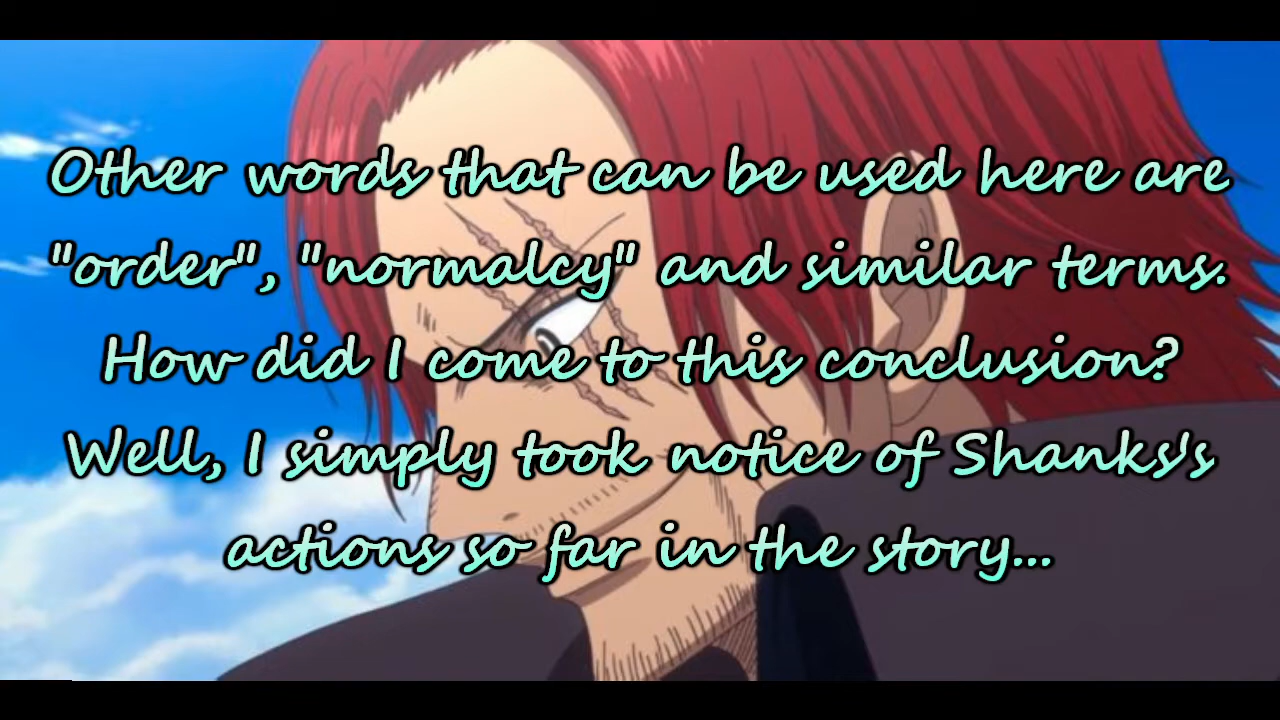 Other words that can be used here are
"order", "normalcy" and similar terms.
How did I come to this conclusion?
Well, I simply took notice of Shanks's
actions so far in the story...